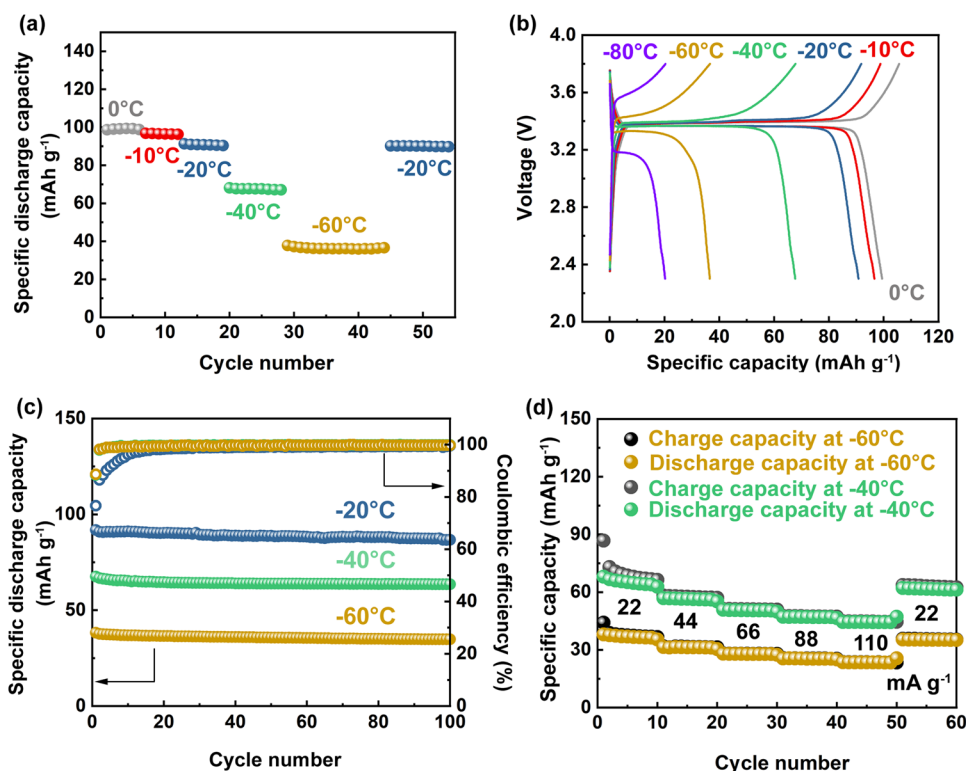 (a)
Specific discharge capacity
(mAh g⁻¹)
140
120
100
80
60
40
20
0
0°C
-10°C
-20°C
-40°C
-60°C
-20°C
0 10 20 30 40 50
Cycle number
(b)
Voltage (V)
4.0
3.6
3.2
2.8
2.4
2.0
-80°C -60°C -40°C -20°C -10°C
0°C
0 20 40 60 80 100 120
Specific capacity (mAh g⁻¹)
(c)
Specific discharge capacity
(mAh g⁻¹)
150
125
100
75
50
25
0
-20°C
-40°C
-60°C
100
80
60
40
20
0
Coulombic efficiency (%)
0 20 40 60 80 100
Cycle number
(d)
Specific capacity (mAh g⁻¹)
150
120
90
60
30
0
Charge capacity at -60°C
Discharge capacity at -60°C
Charge capacity at -40°C
Discharge capacity at -40°C
22
44
66
88
110
22
mA g⁻¹
0 10 20 30 40 50 60
Cycle number